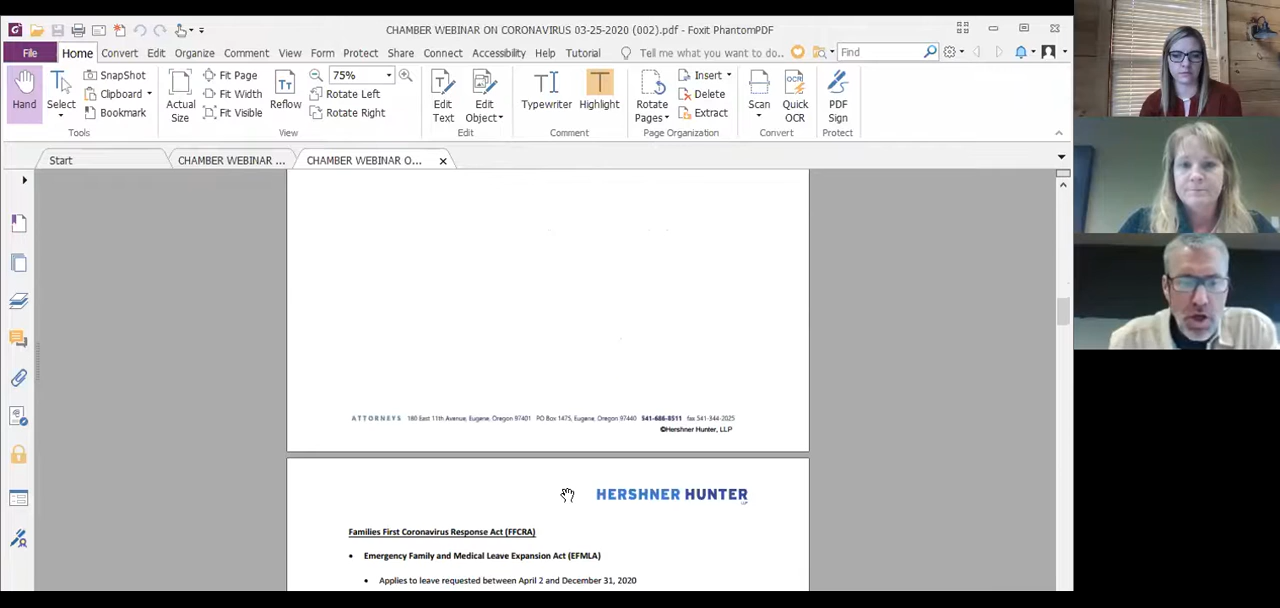 CHAMBER WEBINAR ON CORONAVIRUS 03-25-2020 (002).pdf - Foxit PhantomPDF
File Home Convert Edit Organize Comment View Form Protect Share Connect Accessibility Help Tutorial Tell me what you want to do... Find
Hand
Select
SnapShot
Clipboard
Bookmark
Tools
Actual Size
Fit Page
Fit Width
Fit Visible
Reflow
75%
Rotate Left
Rotate Right
View
Edit Text
Edit Object
Edit
Typewriter
Highlight
Comment
Rotate Pages
Insert
Delete
Extract
Page Organization
Scan
Quick OCR
Convert
PDF Sign
Protect
Start CHAMBER WEBINAR ... CHAMBER WEBINAR O...
ATTORNEYS 180 East 11th Avenue, Eugene, Oregon 97401 PO Box 1475, Eugene, Oregon 97440 541-686-8511 fax 541-344-2025
©Hershner Hunter, LLP
HERSHNER HUNTER
LLP
Families First Coronavirus Response Act (FFCRA)
• Emergency Family and Medical Leave Expansion Act (EFMLA)
• Applies to leave requested between April 2 and December 31, 2020